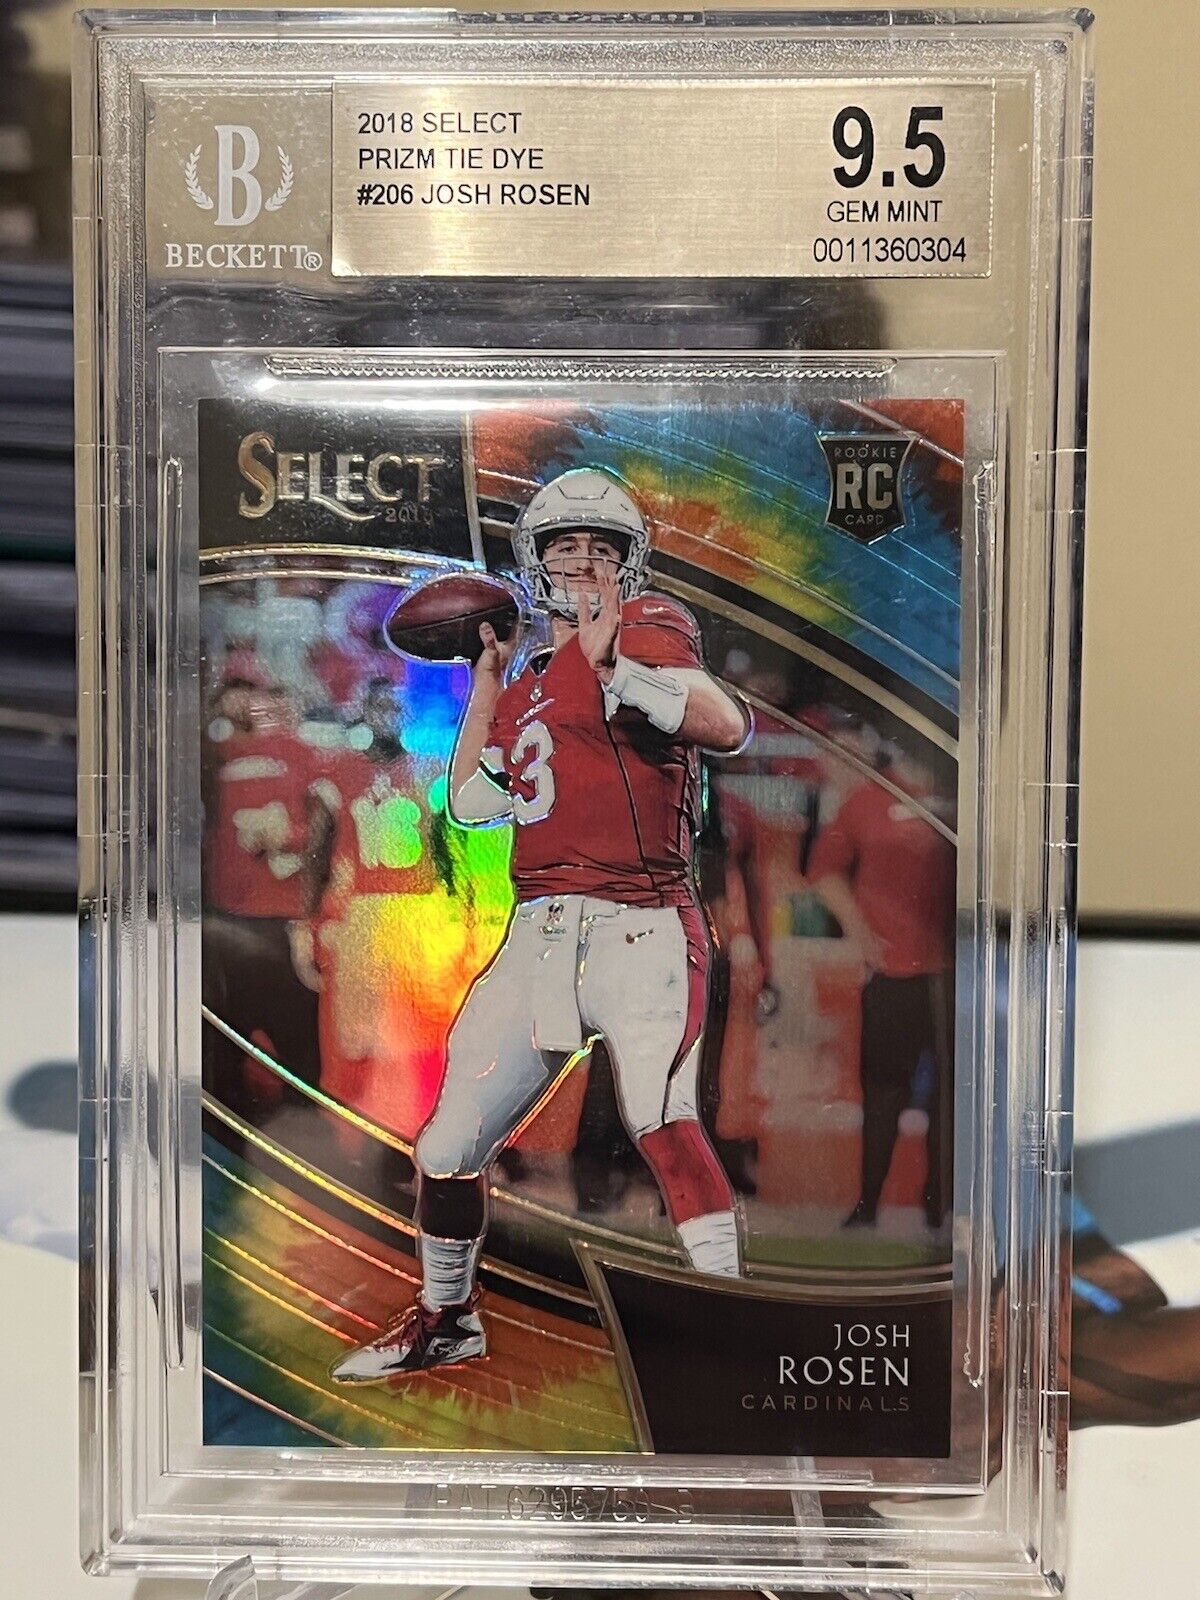 B
BECKETT®
2018 SELECT
PRIZM TIE DYE
#206 JOSH ROSEN
9.5
GEM MINT
0011360304
SELECT
ROOKIE
RC
CARD
3
JOSH
ROSEN
CARDINALS